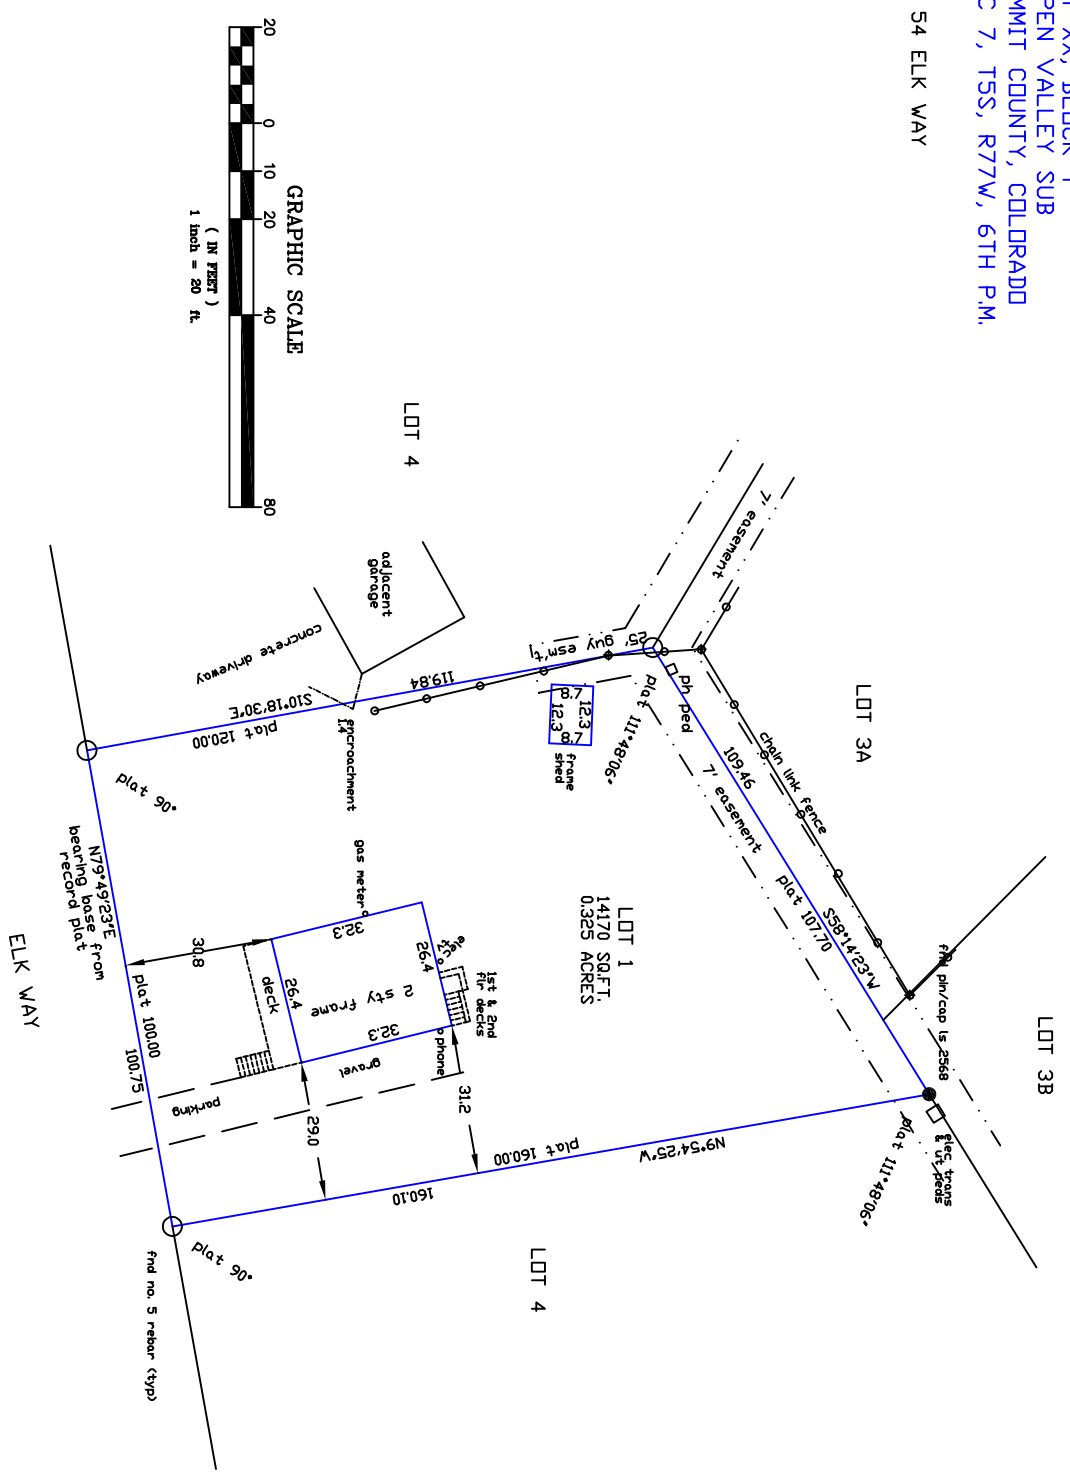 XX, BLOCK 1
PEN VALLEY SUB
MMIT COUNTY, COLORADO
C 7, T5S, R77W, 6TH P.M.
54 ELK WAY
GRAPHIC SCALE
20 0 10 20 40 80
( IN FEET )
1 inch = 20 ft.
LOT 3A
LOT 3B
LOT 4
7' easement
chain link fence
fnd pin/cap ls 2568
elec trans
& ut peds
ph ped
109.46
7' easement
plat 107.70
S58°14'23"W
plat 111°48'06"
plat 111°48'06"
25' guy esm't
adjacent
garage
concrete driveway
119.84
S10°18'30"E
plat 120.00
encroachment
1.4
8.7
12.3
12.3
8.7
frame
shed
LOT 1
14170 SQ.FT.
0.325 ACRES
gas meter
32.3
26.4
elect
1st & 2nd
flr decks
2 sty frame
26.4
32.3
phone
deck
gravel
parking
30.8
29.0
31.2
N9°54'25"W
plat 160.00
160.10
LOT 4
plat 90°
N79°49'23"E
bearing base from
record plat
plat 100.00
100.75
plat 90°
fnd no. 5 rebar (typ)
ELK WAY